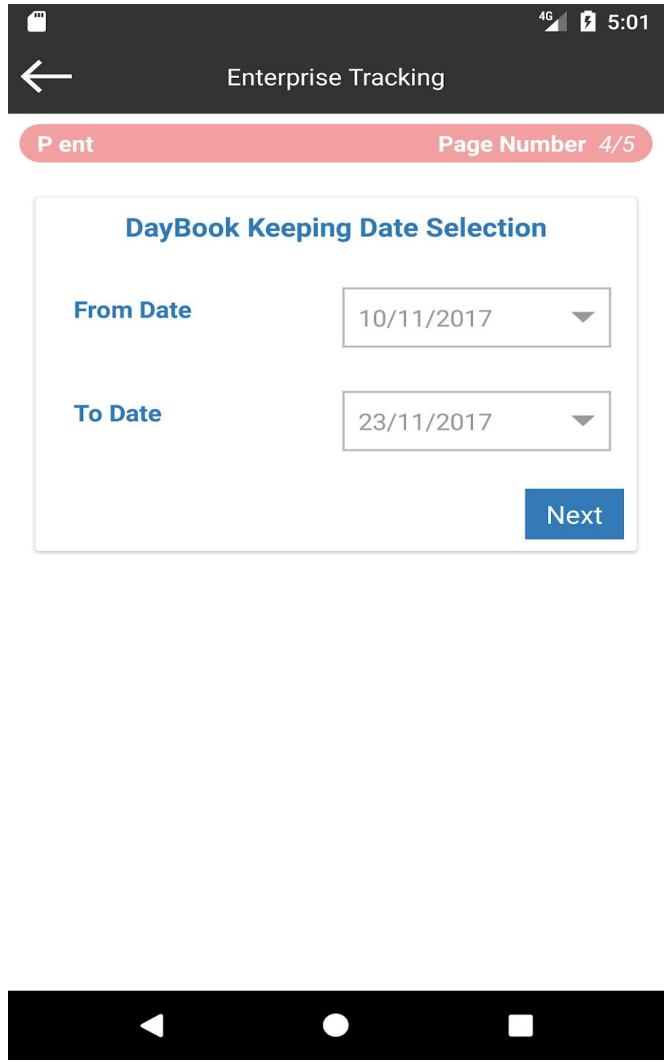 4G 5:01
Enterprise Tracking
P ent Page Number 4/5
DayBook Keeping Date Selection
From Date 10/11/2017
To Date 23/11/2017
Next